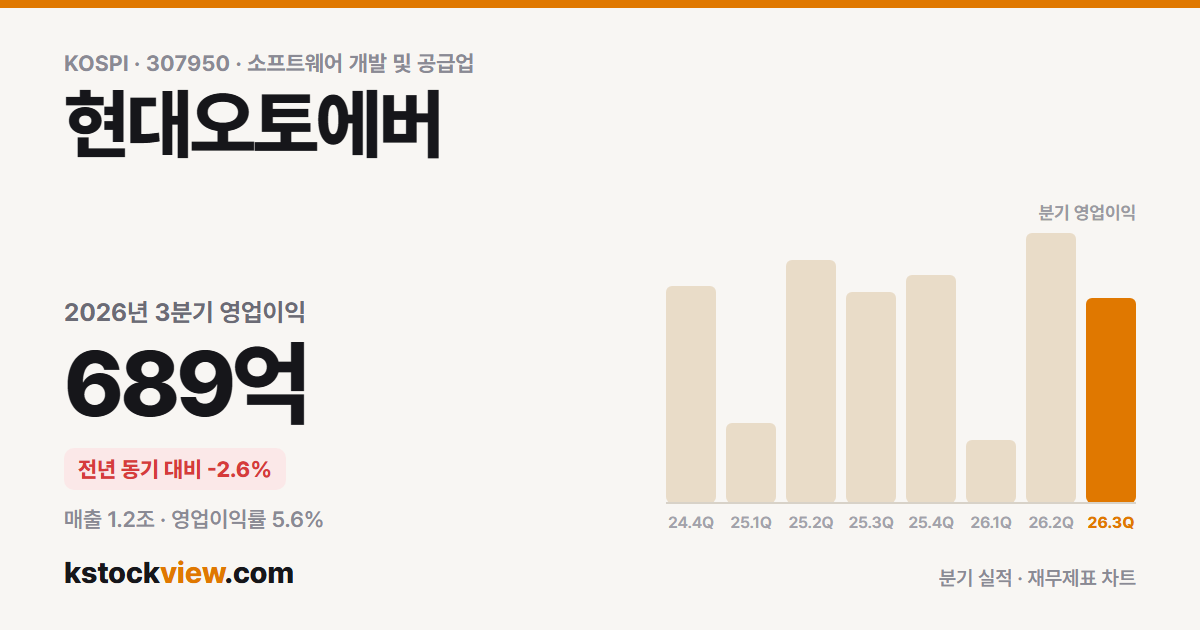 KOSPI · 307950 · 소프트웨어 개발 및 공급업
현대오토에버
2026년 3분기 영업이익
689억
전년 동기 대비 -2.6%
매출 1.2조 · 영업이익률 5.6%
kstockview.com
분기 영업이익
24.4Q 25.1Q 25.2Q 25.3Q 25.4Q 26.1Q 26.2Q 26.3Q
분기 실적 · 재무제표 차트